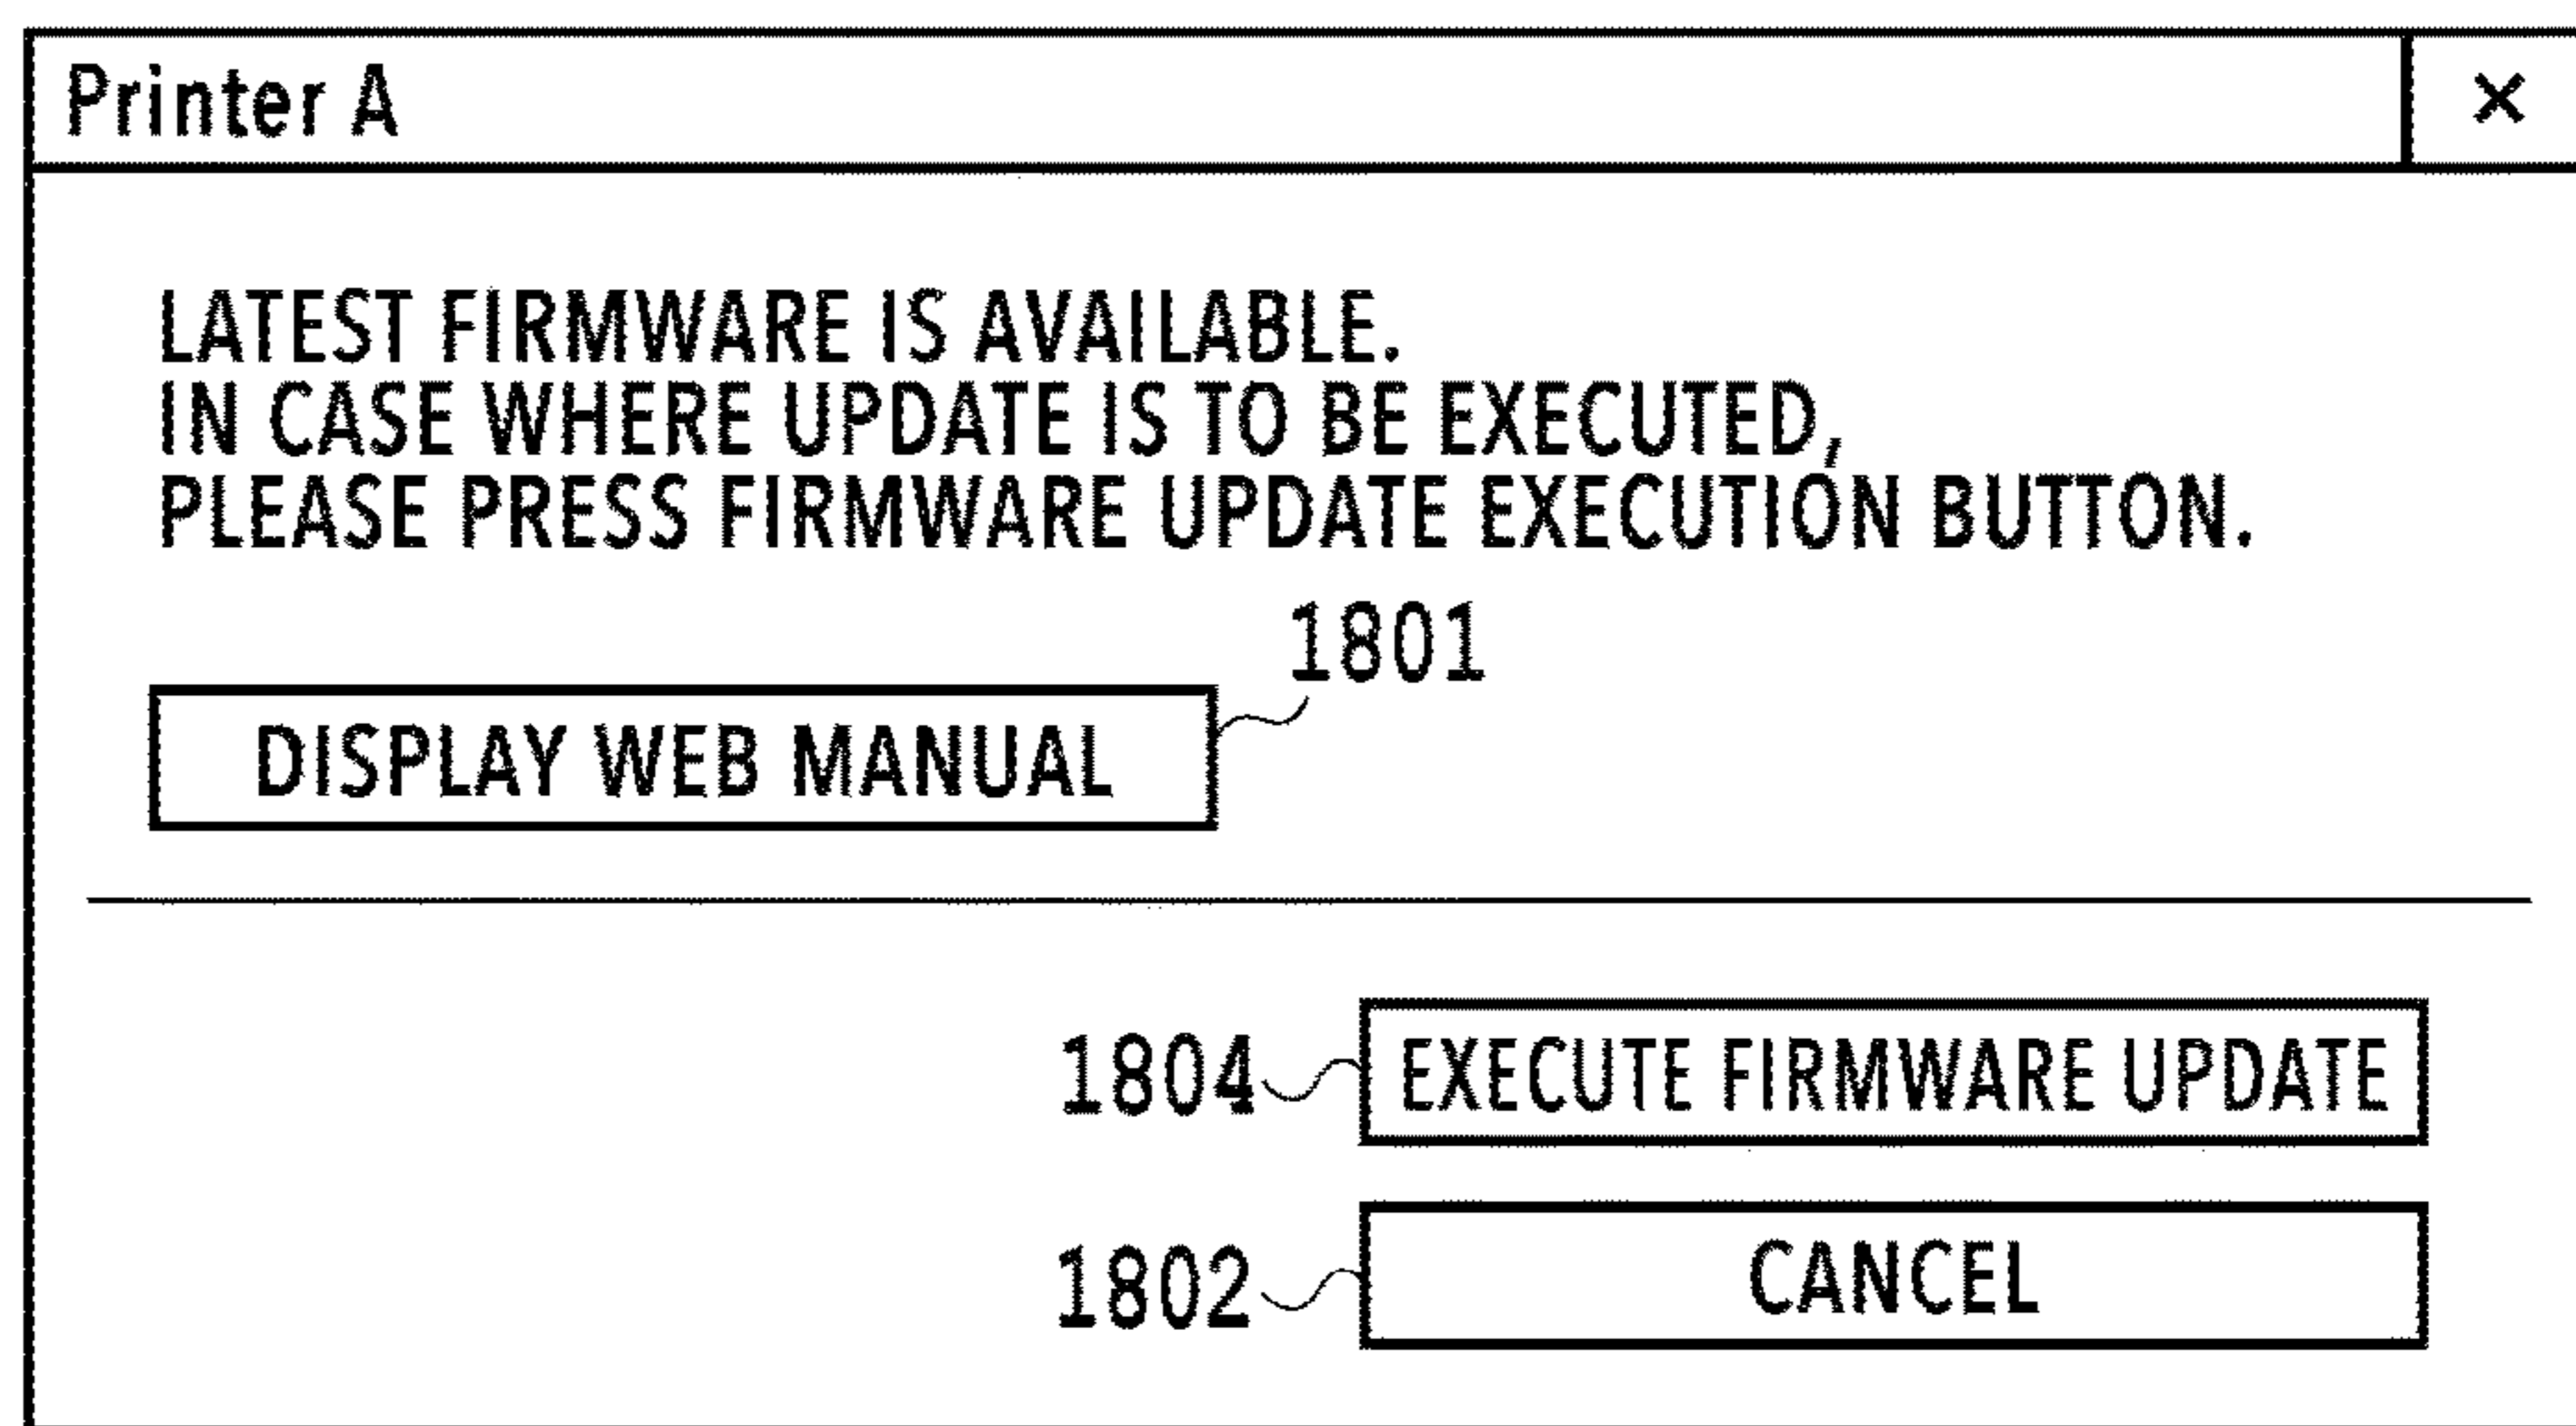 Printer A ×
LATEST FIRMWARE IS AVAILABLE.
IN CASE WHERE UPDATE IS TO BE EXECUTED,
PLEASE PRESS FIRMWARE UPDATE EXECUTION BUTTON.
1801
DISPLAY WEB MANUAL
1804 EXECUTE FIRMWARE UPDATE
1802 CANCEL